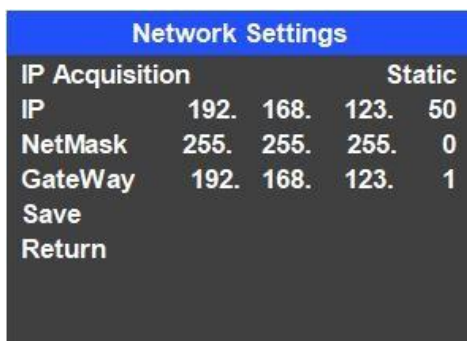 Network Settings
IP Acquisition Static
IP 192. 168. 123. 50
NetMask 255. 255. 255. 0
GateWay 192. 168. 123. 1
Save
Return